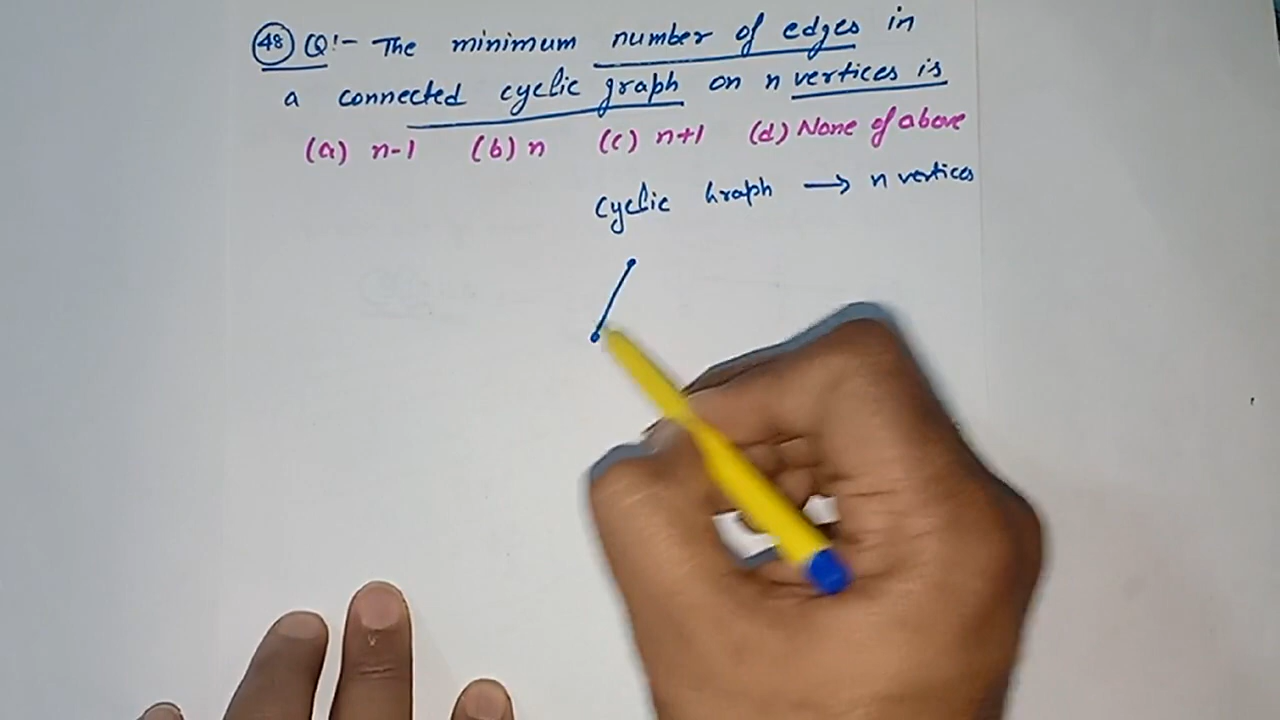 48 Q:- The minimum number of edges in
a connected cyclic graph on n vertices is
(a) n-1 (b) n (c) n+1 (d) None of above
Cyclic Graph → n vertices